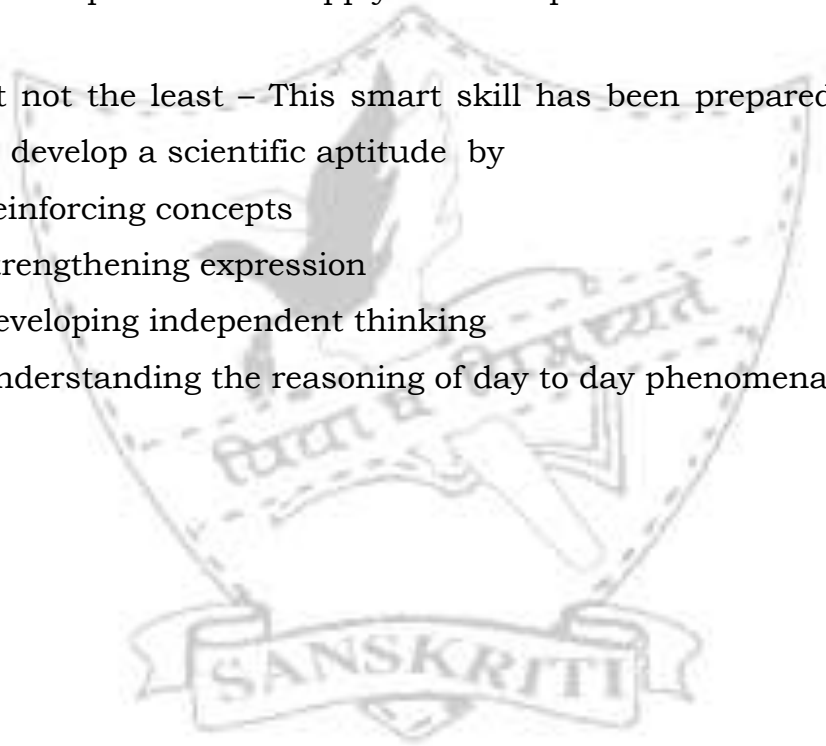 t not the least – This smart skill has been prepared
develop a scientific aptitude by
einforcing concepts
trengthening expression
eveloping independent thinking
nderstanding the reasoning of day to day phenomena
SANSKRITI